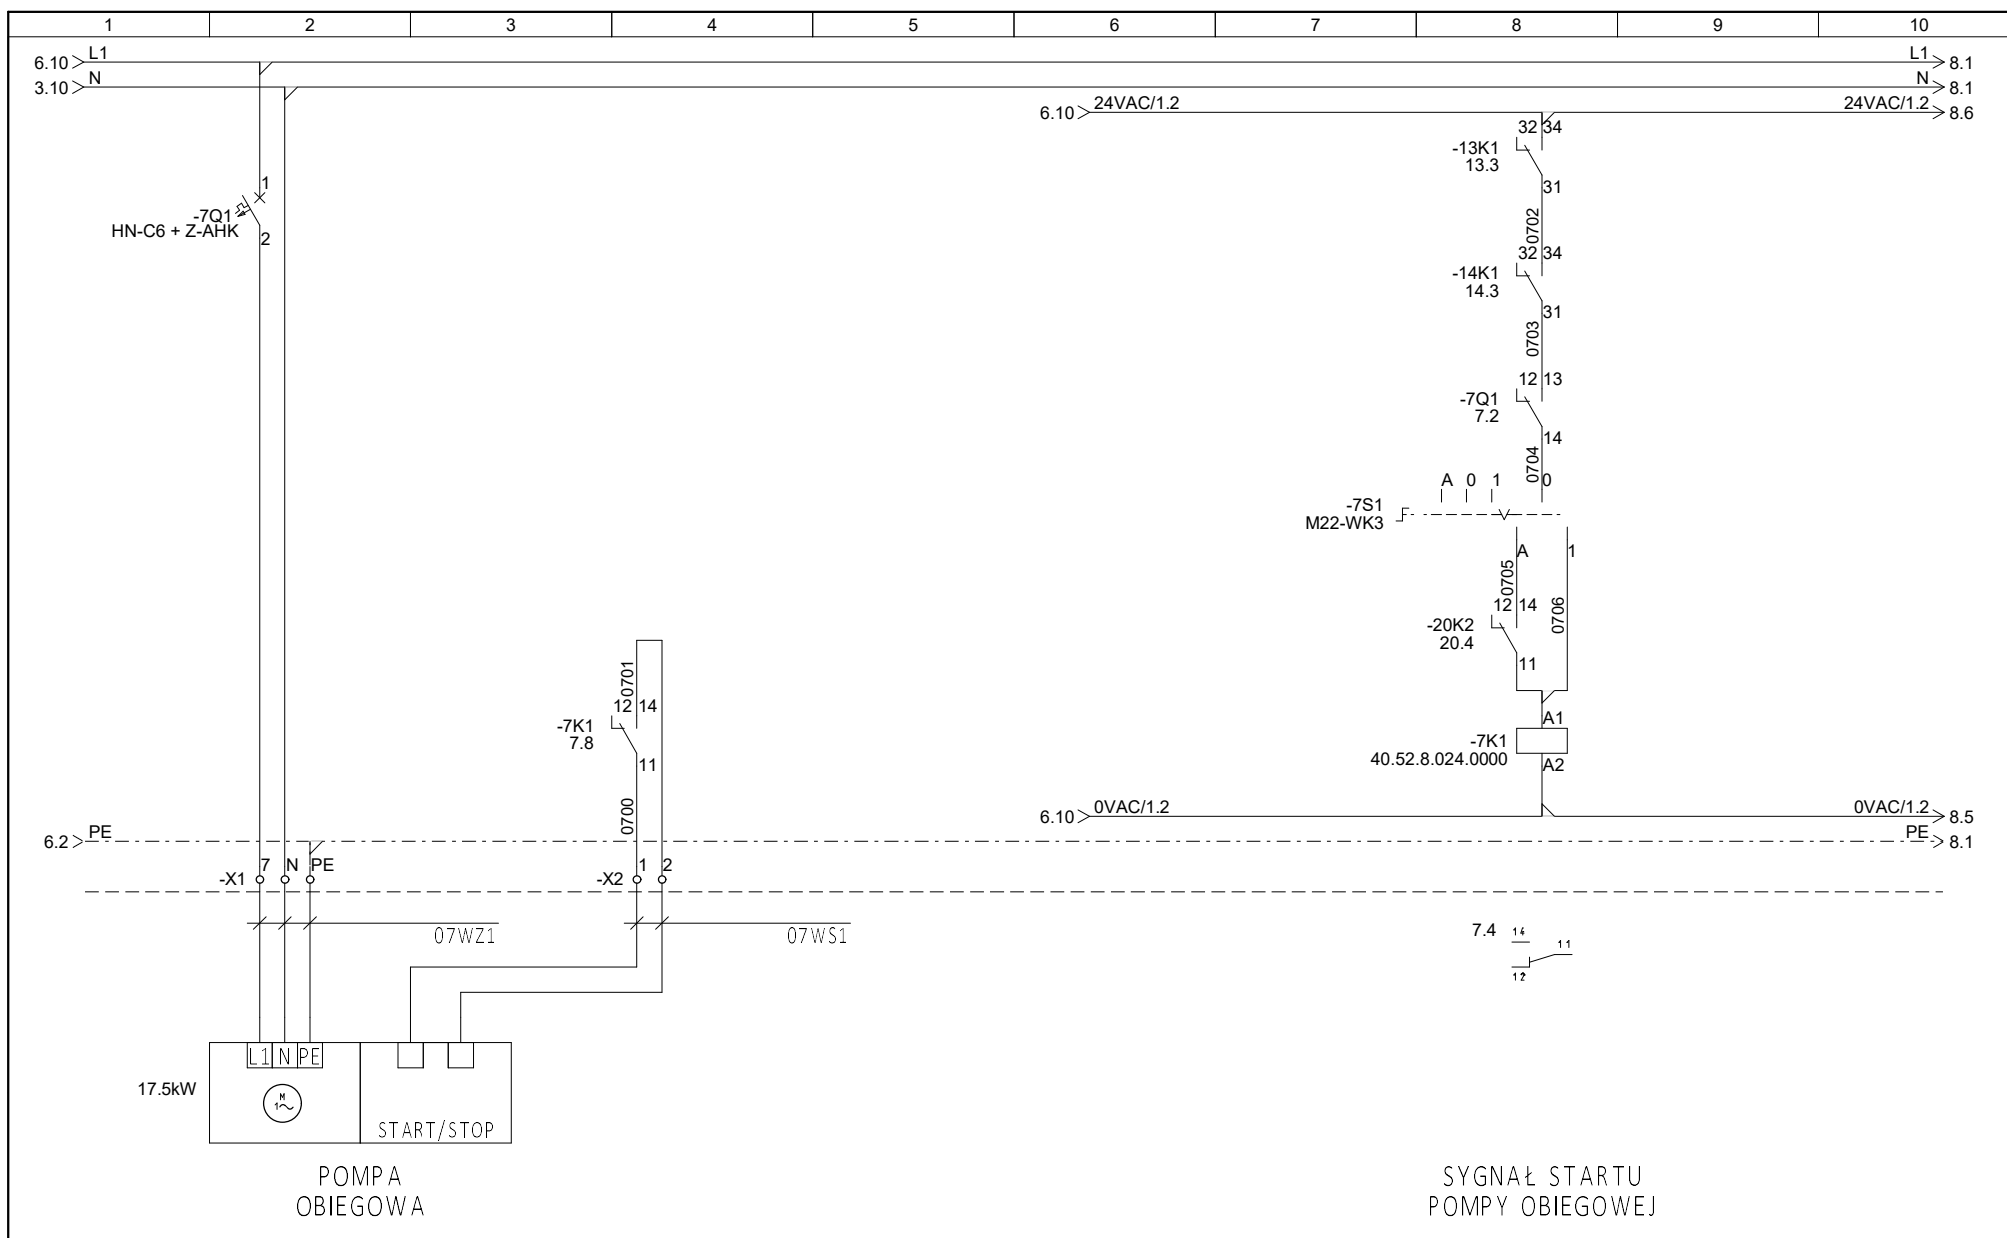 1 2 3 4 5 6 7 8 9 10
6.10 L1 L1 8.1
3.10 N N 8.1
6.10 24VAC/1.2 24VAC/1.2 8.6
32 34
-13K1
13.3
31
0702
1
-7Q1
HN-C6 + Z-AHK
2
32 34
-14K1
14.3
31
0703
12 13
-7Q1
7.2
14
0704
A 0 1 0
-7S1
M22-WK3
A 1
0705
0706
12 14
-20K2
20.4
11
0701
12 14
-7K1
7.8
11
0700
A1
-7K1
40.52.8.024.0000
A2
6.10 0VAC/1.2 0VAC/1.2 8.5
6.2 PE PE 8.1
-X1 7 N PE
-X2 1 2
07WZ1
07WS1
7.4 14 11
12
L1 N PE
17.5kW
M
1~
START/STOP
POMPA
OBIEGOWA
SYGNAŁ STARTU
POMPY OBIEGOWEJ